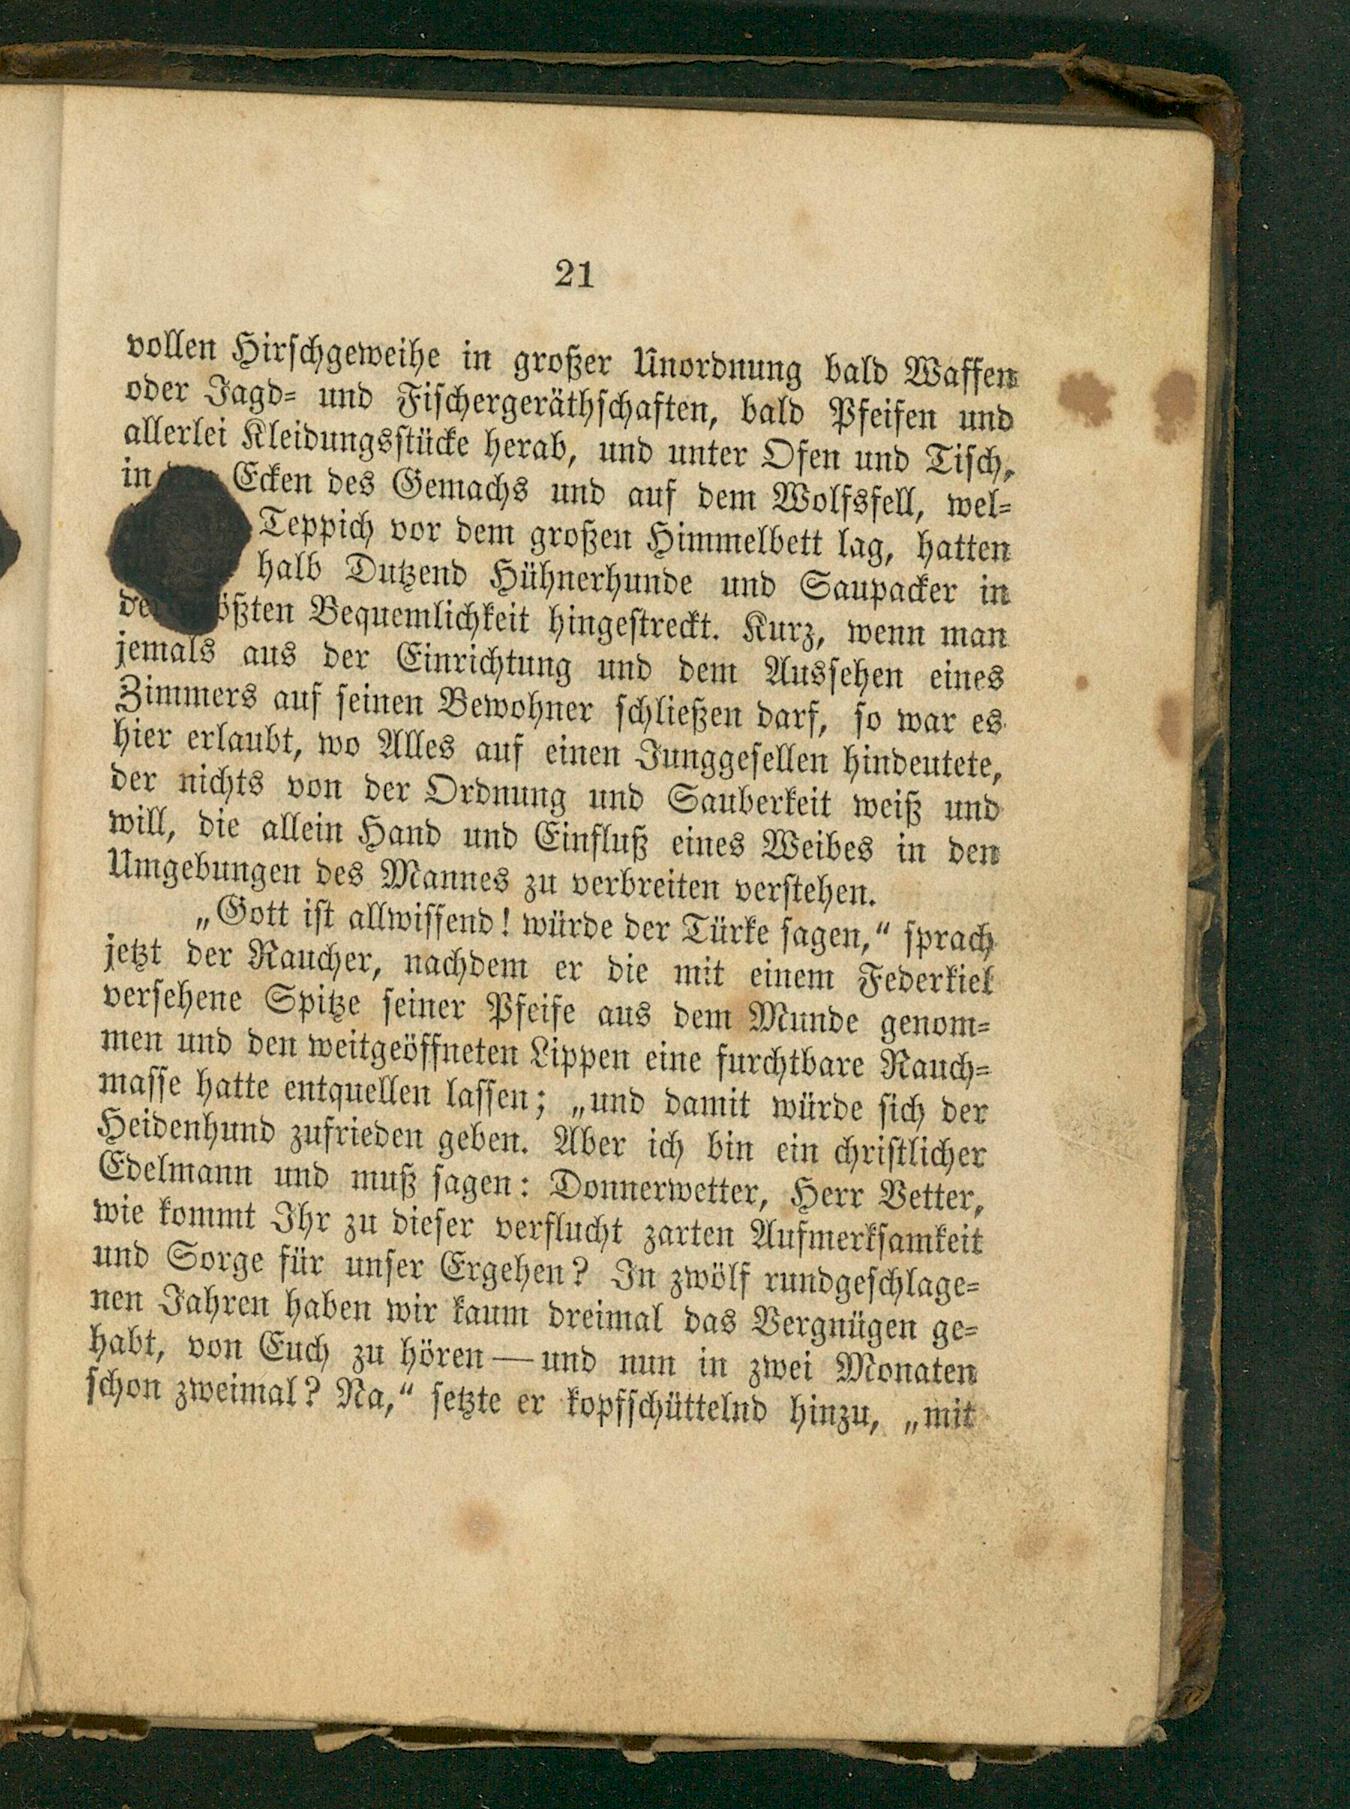 21
vollen Hirschgeweihe in großer Unordnung bald Waffen
oder Jagd- und Fischergeräthschaften, bald Pfeifen und
allerlei Kleidungsstücke herab, und unter Ofen und Tisch,
in Ecken des Gemachs und auf dem Wolfsfell, wel-
Teppich vor dem großen Himmelbett lag, hatten
halb Dutzend Hühnerhunde und Saupacker in
Bequemlichkeit hingestreckt. Kurz, wenn man
jemals aus der Einrichtung und dem Aussehen eines
Zimmers auf seinen Bewohner schließen darf, so war es
hier erlaubt, wo Alles auf einen Junggesellen hindeutete,
der nichts von der Ordnung und Sauberkeit weiß und
will, die allein Hand und Einfluß eines Weibes in den
Umgebungen des Mannes zu verbreiten verstehen.
„Gott ist allwissend! würde der Türke sagen,“ sprach
jetzt der Raucher, nachdem er die mit einem Federkiel
versehene Spitze seiner Pfeife aus dem Munde genom-
men und den weitgeöffneten Lippen eine furchtbare Rauch-
masse hatte entquellen lassen; „und damit würde sich der
Heidenhund zufrieden geben. Aber ich bin ein christlicher
Edelmann und muß sagen: Donnerwetter, Herr Vetter,
wie kommt Ihr zu dieser verflucht zarten Aufmerksamkeit
und Sorge für unser Ergehen? In zwölf rundgeschlage-
nen Jahren haben wir kaum dreimal das Vergnügen ge-
habt, von Euch zu hören — und nun in zwei Monaten
schon zweimal? Na,“ setzte er kopfschüttelnd hinzu, „mit